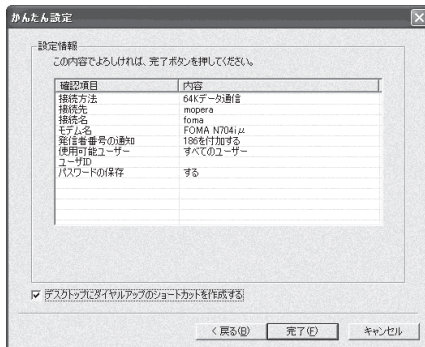 かんたん設定
設定情報
この内容でよろしければ、完了ボタンを押してください。
確認項目 内容
接続方法 64Kデータ通信
接続先 mopera
接続名 foma
モデム名 FOMA N704iμ
発信者番号の通知 186を付加する
使用可能ユーザー すべてのユーザー
ユーザID
パスワードの保存 する
デスクトップにダイヤルアップのショートカットを作成する
< 戻る(B) 完了(F) キャンセル